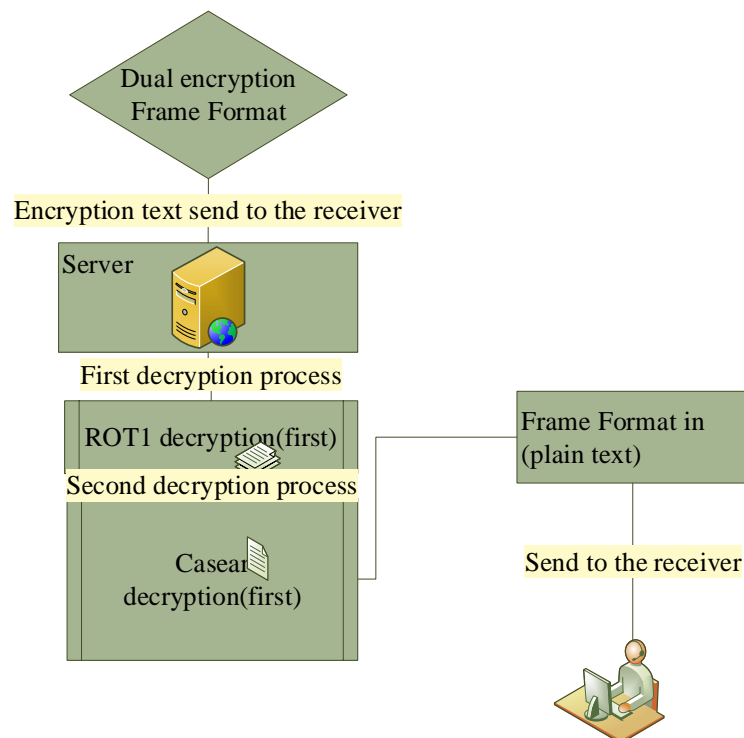 Dual encryption
Frame Format
Encryption text send to the receiver
Server
First decryption process
ROT1 decryption(first)
Second decryption process
Casear
decryption(first)
Frame Format in
(plain text)
Send to the receiver